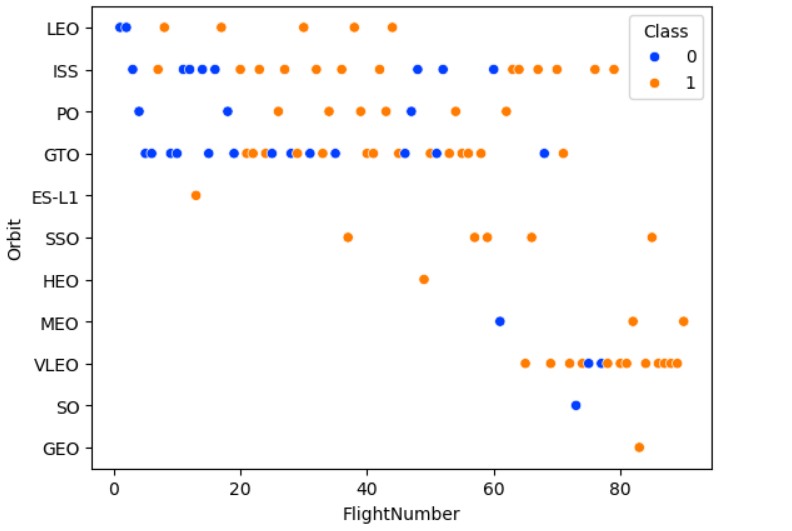 LEO
ISS
PO
GTO
ES-L1
SSO
HEO
MEO
VLEO
SO
GEO
Orbit
Class
0
1
0 20 40 60 80
FlightNumber